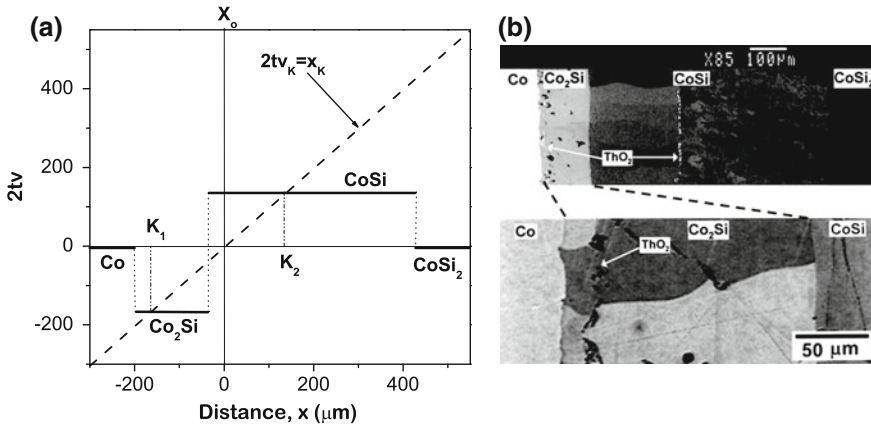 (a)
X₀
2tv
400
200
0
-200
2tvK=xK
K₁
K₂
Co
Co₂Si
CoSi
CoSi₂
-200
0
200
400
Distance, x (μm)
(b)
X85 100μm
Co
Co₂Si
CoSi
CoSi₂
ThO₂
Co
Co₂Si
CoSi
ThO₂
50 μm